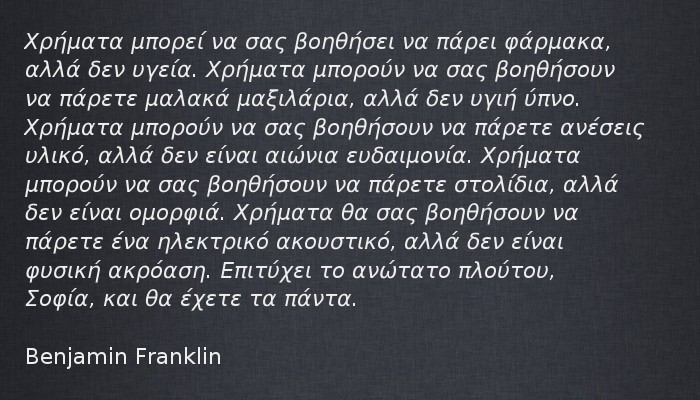 Χρήματα μπορεί να σας βοηθήσει να πάρει φάρμακα,
αλλά δεν υγεία. Χρήματα μπορούν να σας βοηθήσουν
να πάρετε μαλακά μαξιλάρια, αλλά δεν υγιή ύπνο.
Χρήματα μπορούν να σας βοηθήσουν να πάρετε ανέσεις
υλικό, αλλά δεν είναι αιώνια ευδαιμονία. Χρήματα
μπορούν να σας βοηθήσουν να πάρετε στολίδια, αλλά
δεν είναι ομορφιά. Χρήματα θα σας βοηθήσουν να
πάρετε ένα ηλεκτρικό ακουστικό, αλλά δεν είναι
φυσική ακρόαση. Επιτύχει το ανώτατο πλούτου,
Σοφία, και θα έχετε τα πάντα.
Benjamin Franklin